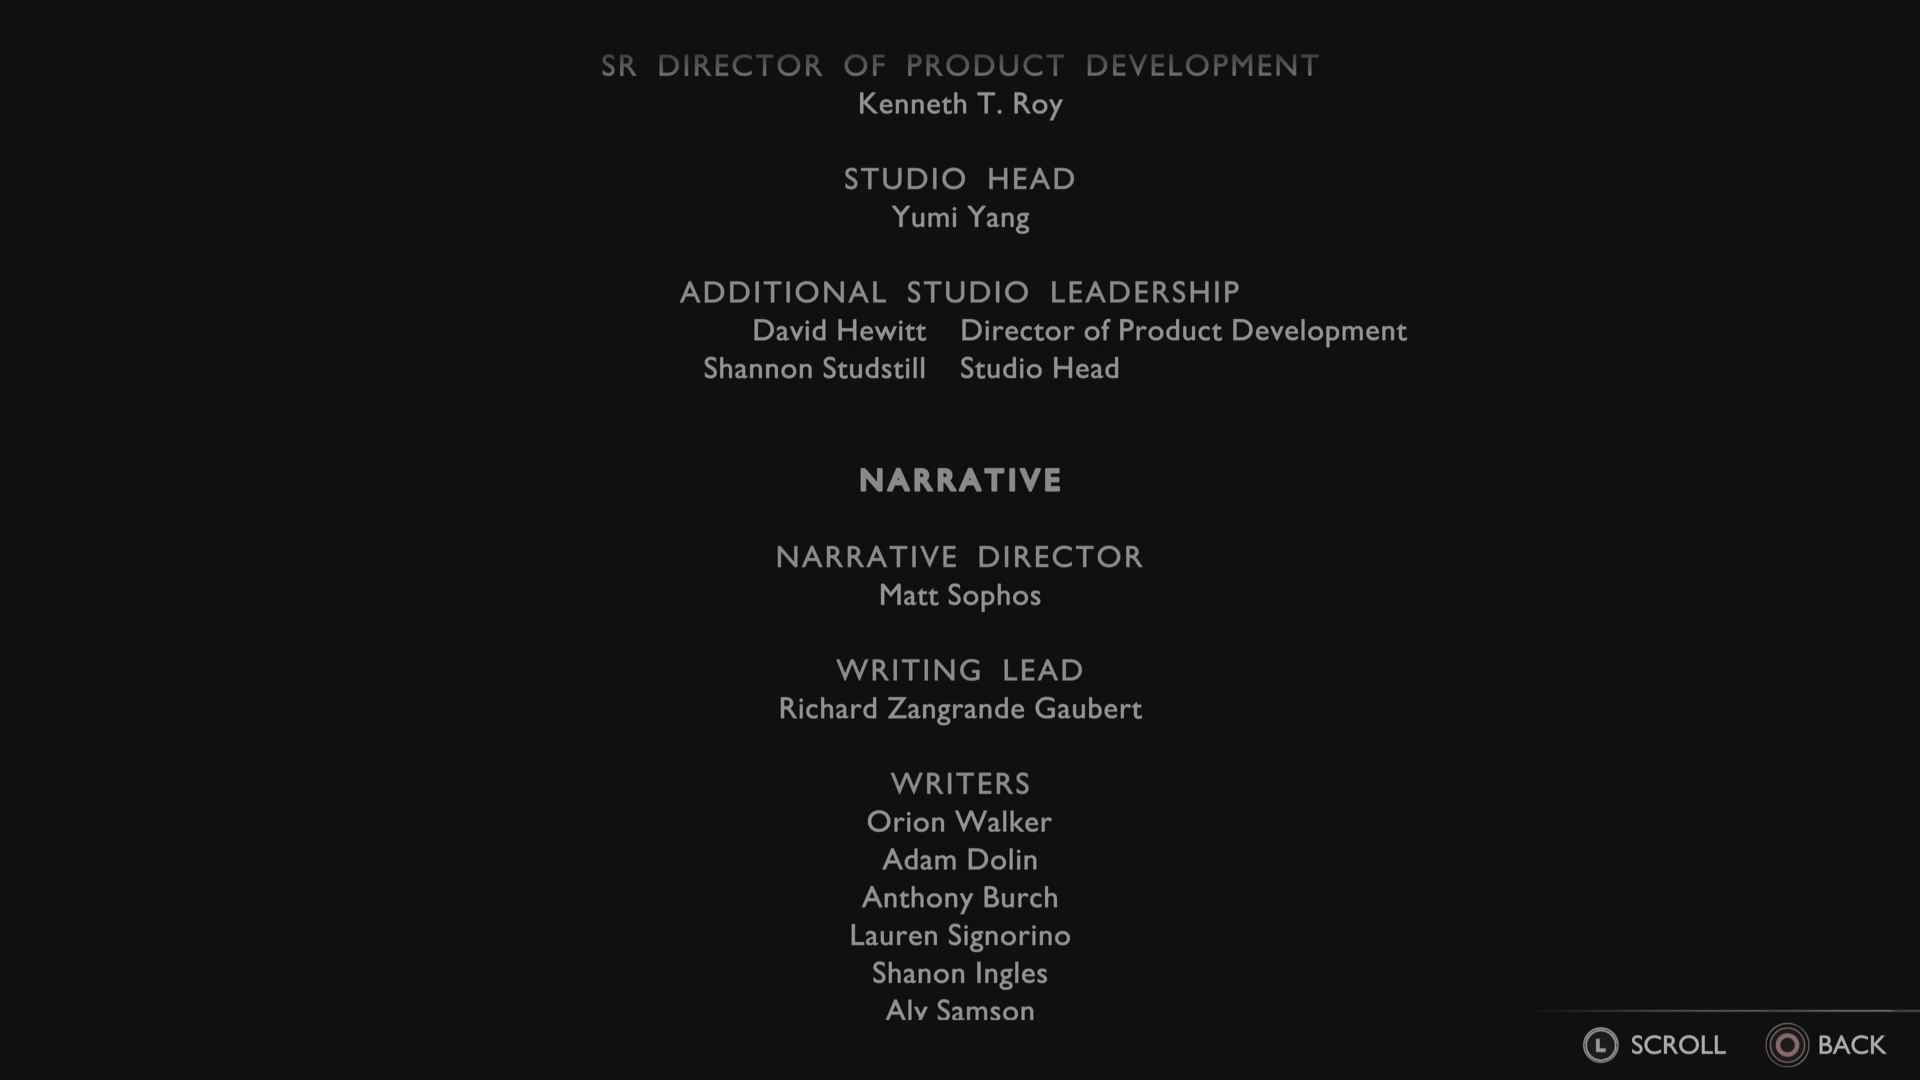 SR DIRECTOR OF PRODUCT DEVELOPMENT
Kenneth T. Roy
STUDIO HEAD
Yumi Yang
ADDITIONAL STUDIO LEADERSHIP
David Hewitt Director of Product Development
Shannon Studstill Studio Head
NARRATIVE
NARRATIVE DIRECTOR
Matt Sophos
WRITING LEAD
Richard Zangrande Gaubert
WRITERS
Orion Walker
Adam Dolin
Anthony Burch
Lauren Signorino
Shanon Ingles
Aly Samson
L SCROLL BACK